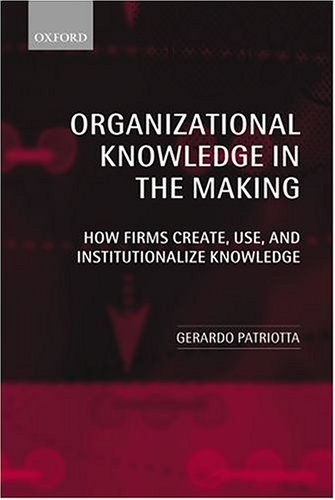 OXFORD
ORGANIZATIONAL
KNOWLEDGE IN
THE MAKING
HOW FIRMS CREATE, USE, AND
INSTITUTIONALIZE KNOWLEDGE
GERARDO PATRIOTTA